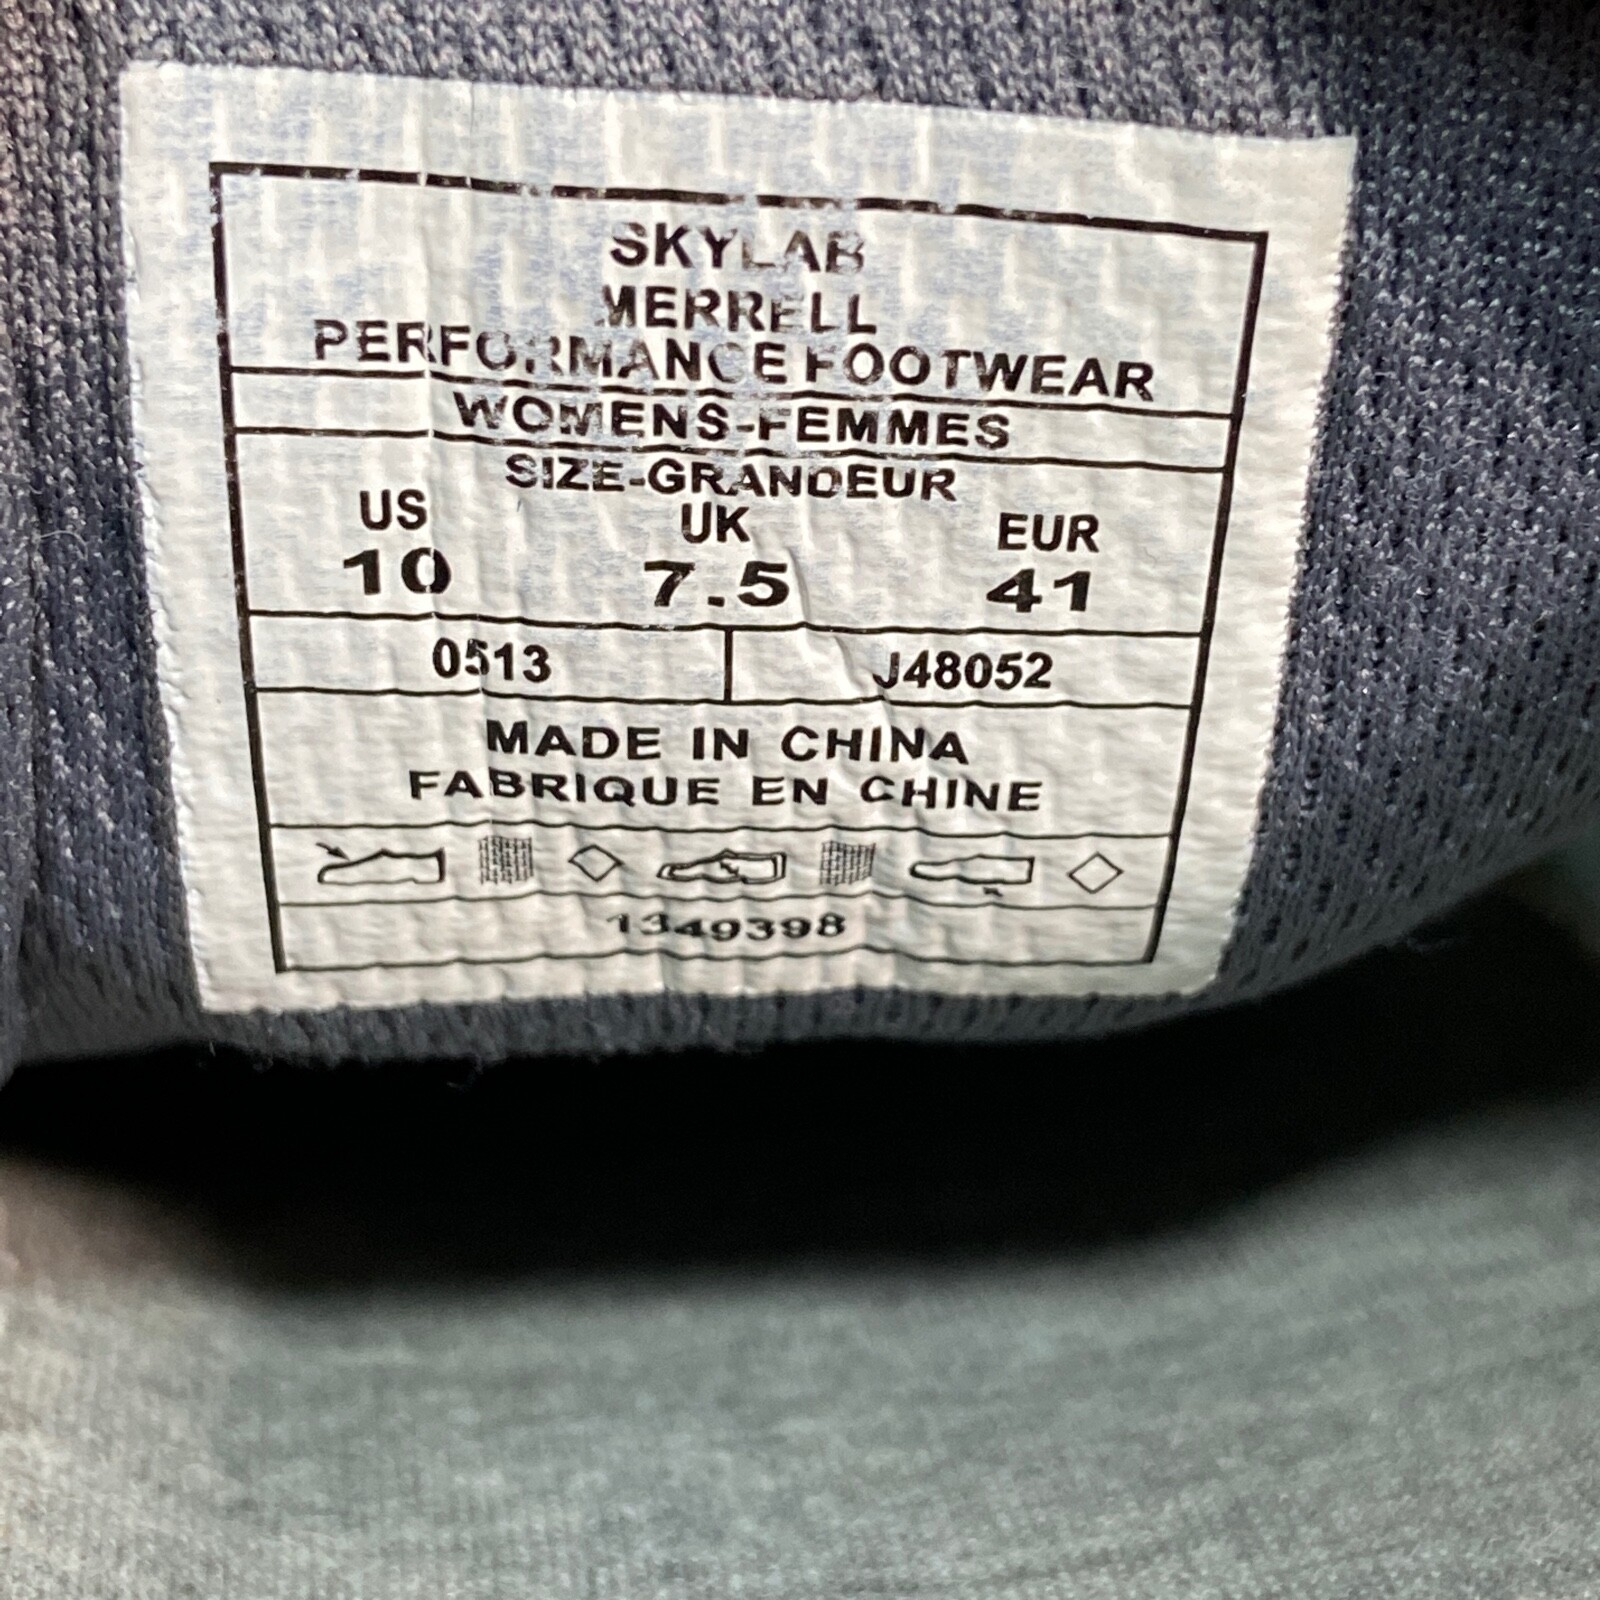 SKYLAB
MERRELL
PERFORMANCE FOOTWEAR
WOMENS-FEMMES
SIZE-GRANDEUR
US UK EUR
10 7.5 41
0513 J48052
MADE IN CHINA
FABRIQUE EN CHINE
1349398